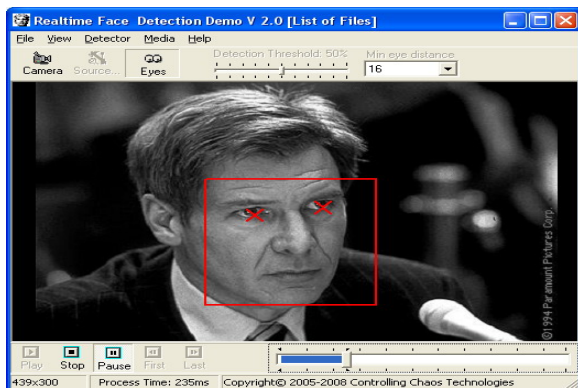 Realtime Face Detection Demo V 2.0 [List of Files]
File View Detector Media Help
Detection Threshold: 50% Min eye distance
Camera Source... Eyes 16
©1994 Paramount Pictures Corp.
Play Stop Pause First Last
439x300 Process Time: 235ms Copyright© 2005-2008 Controlling Chaos Technologies